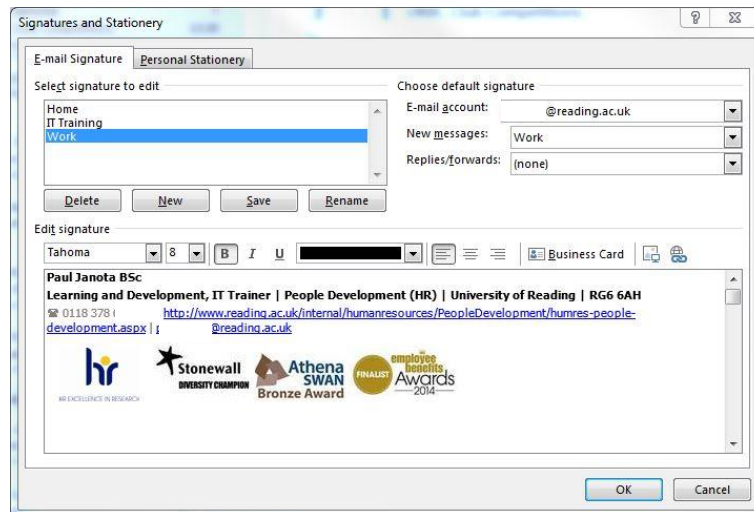 Signatures and Stationery
E-mail Signature Personal Stationery
Select signature to edit
Choose default signature
Home
IT Training
Work
E-mail account: @reading.ac.uk
New messages: Work
Replies/forwards: (none)
Delete New Save Rename
Edit signature
Tahoma 8 B I U Business Card
Paul Janota BSc
Learning and Development, IT Trainer | People Development (HR) | University of Reading | RG6 6AH
☎ 0118 378 http://www.reading.ac.uk/internal/humanresources/PeopleDevelopment/humres-people-
development.aspx | @reading.ac.uk
hr
HR EXCELLENCE IN RESEARCH
Stonewall
DIVERSITY CHAMPION
Athena
SWAN
Bronze Award
FINALIST
employee
benefits
Awards
2014
OK Cancel